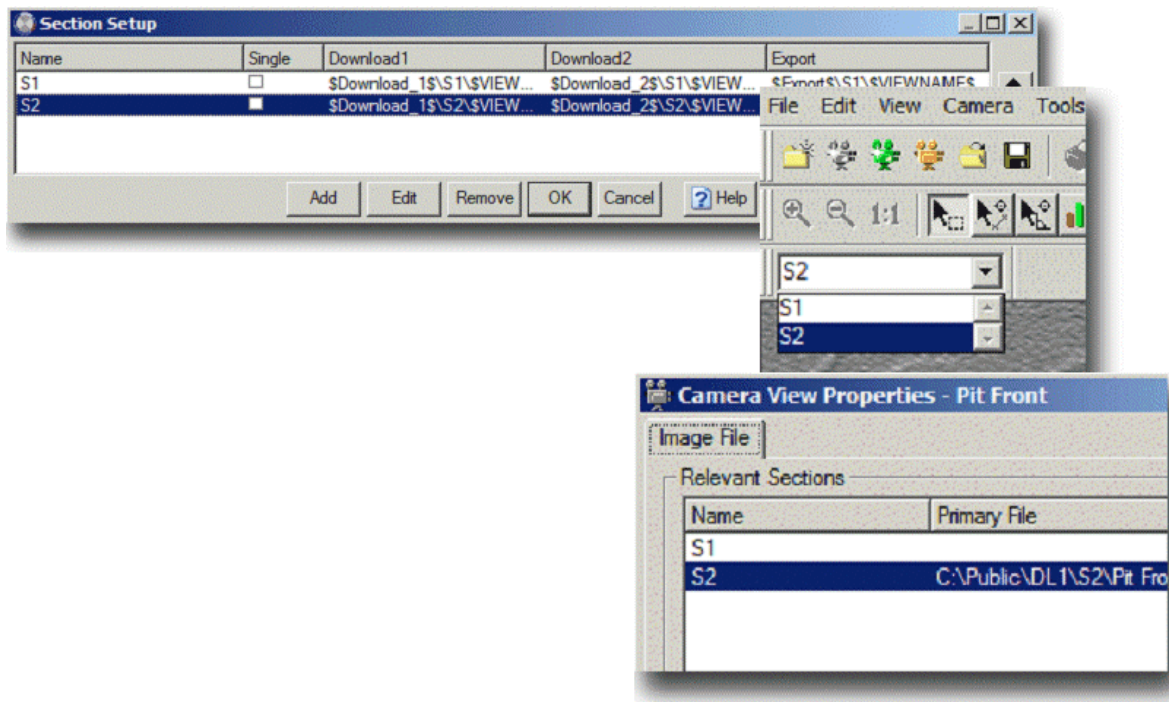 Section Setup
Name Single Download1 Download2 Export
S1 $Download_1$\S1\$VIEW... $Download_2$\S1\$VIEW... $Export$\S1\$VIEWNAME$
S2 $Download_1$\S2\$VIEW... $Download_2$\S2\$VIEW...
Add Edit Remove OK Cancel ? Help
File Edit View Camera Tools
1:1
S2
S1
S2
Camera View Properties - Pit Front
Image File
Relevant Sections
Name Primary File
S1
S2 C:\Public\DL1\S2\Pit Fro